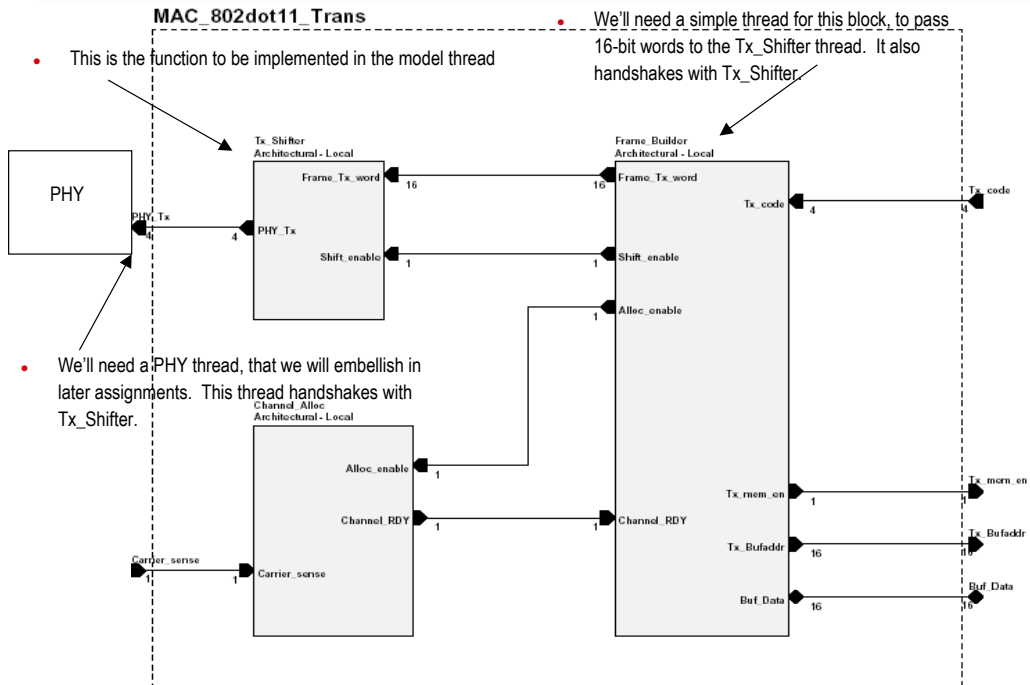 MAC_802dot11_Trans
• We'll need a simple thread for this block, to pass
16-bit words to the Tx_Shifter thread. It also
handshakes with Tx_Shifter.
• This is the function to be implemented in the model thread
Tx_Shifter
Architectural - Local
Frame_Tx_word
16
PHY_Tx
4
Shift_enable
1
Frame_Builder
Architectural - Local
Frame_Tx_word
16
Tx_code
4
Tx_code
4
Shift_enable
1
Alloc_enable
1
PHY
PHY_Tx
4
• We'll need a PHY thread, that we will embellish in
later assignments. This thread handshakes with
Tx_Shifter.
Channel_Alloc
Architectural - Local
Alloc_enable
1
Channel_RDY
1
Carrier_sense
1
Carrier_sense
1
Channel_RDY
1
Tx_mem_en
1
Tx_mem_en
1
Tx_Bufaddr
16
Tx_Bufaddr
16
Buf_Data
16
Buf_Data
16